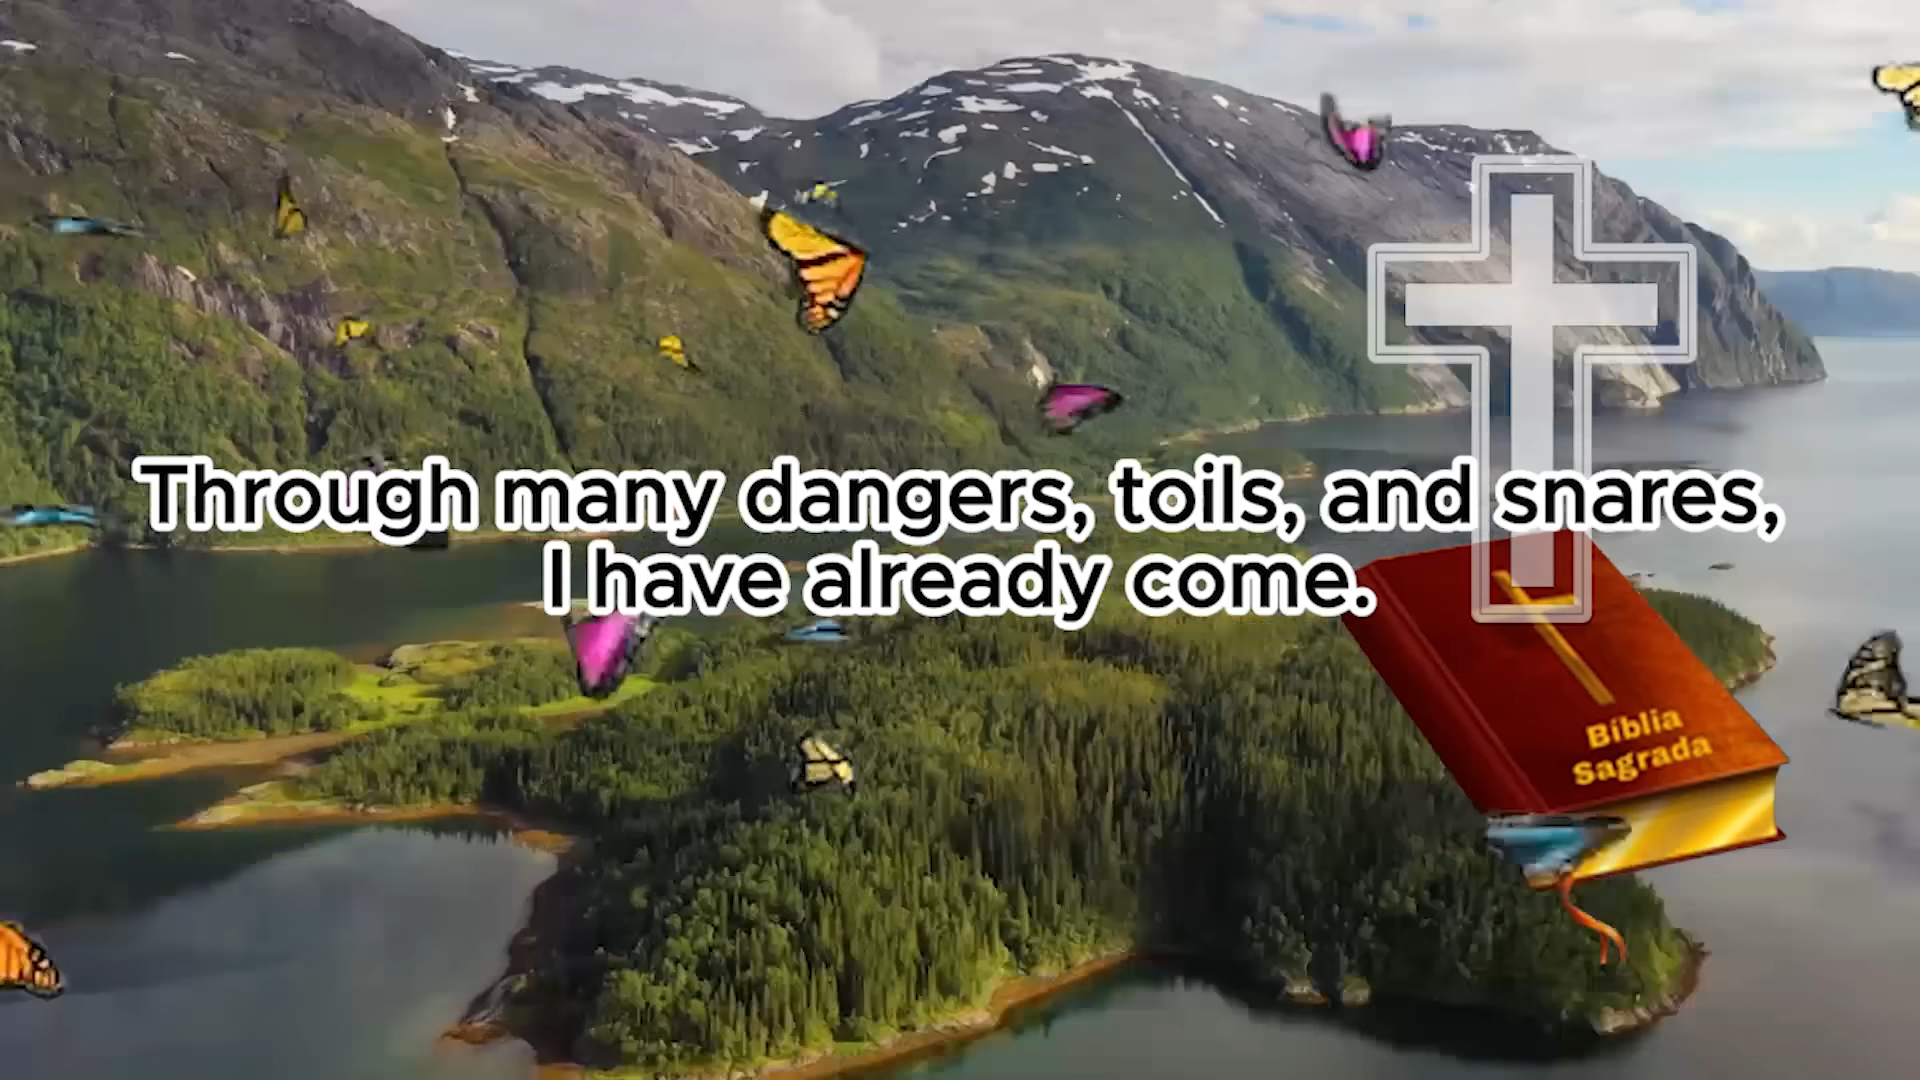 Through many dangers, toils, and snares,
I have already come.
Bíblia
Sagrada